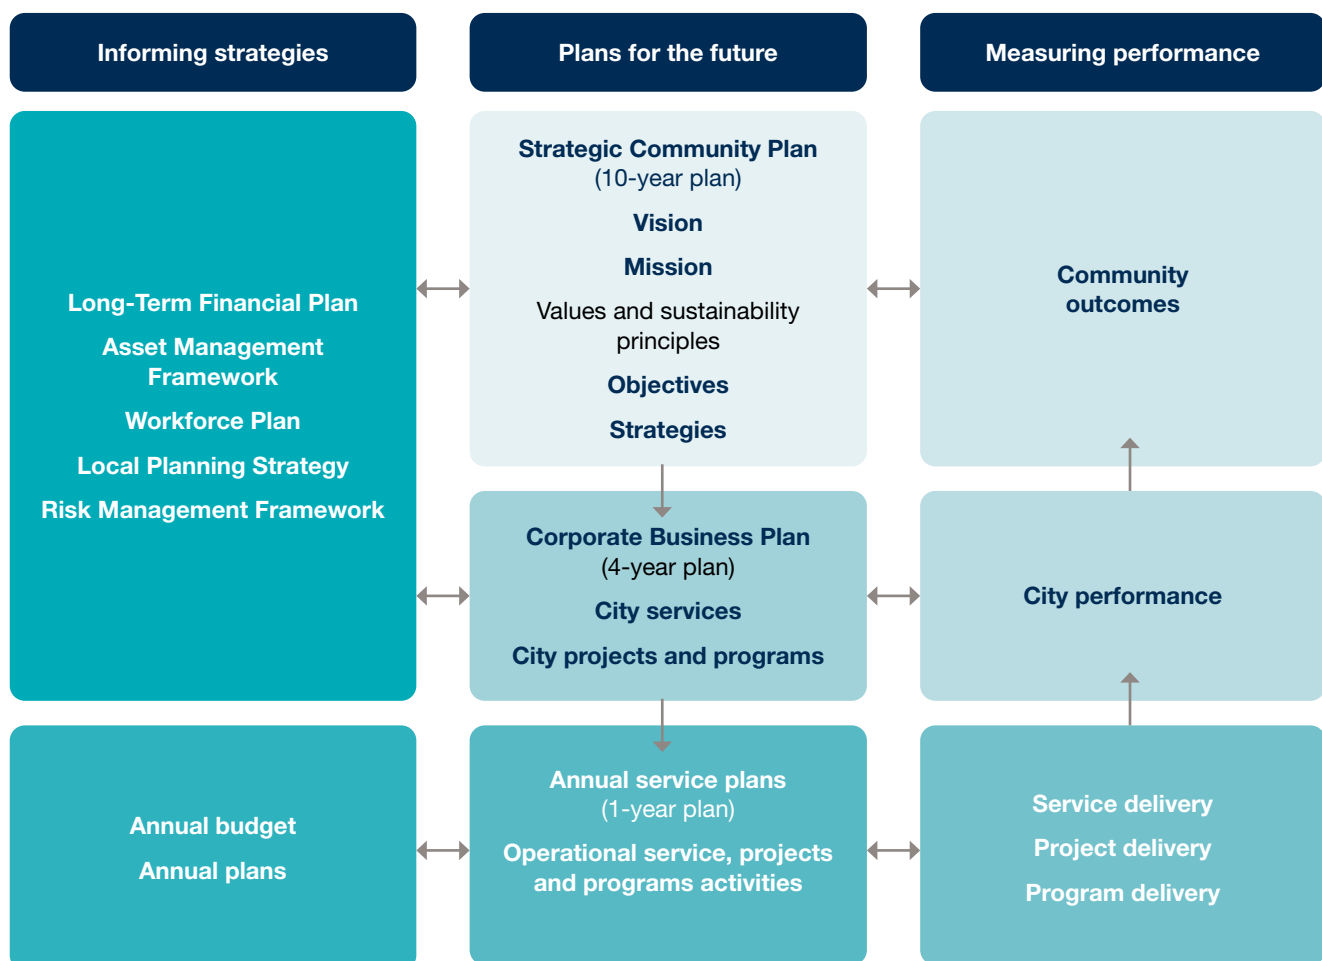 Informing strategies
Plans for the future
Measuring performance
Long-Term Financial Plan
Asset Management
Framework
Workforce Plan
Local Planning Strategy
Risk Management Framework
Strategic Community Plan
(10-year plan)
Vision
Mission
Values and sustainability
principles
Objectives
Strategies
Community
outcomes
Corporate Business Plan
(4-year plan)
City services
City projects and programs
City performance
Annual budget
Annual plans
Annual service plans
(1-year plan)
Operational service, projects
and programs activities
Service delivery
Project delivery
Program delivery